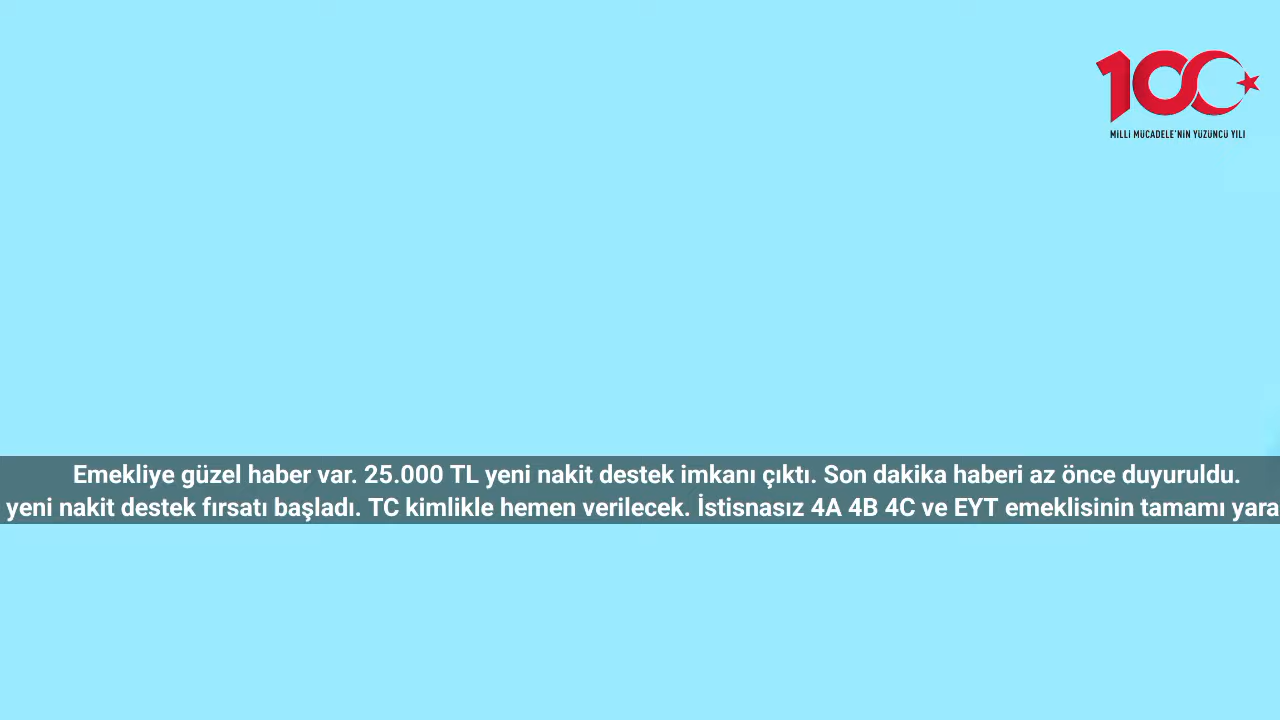 100
MİLLİ MÜCADELE'NİN YÜZÜNCÜ YILI
Emekliye güzel haber var. 25.000 TL yeni nakit destek imkanı çıktı. Son dakika haberi az önce duyuruldu.
yeni nakit destek fırsatı başladı. TC kimlikle hemen verilecek. İstisnasız 4A 4B 4C ve EYT emeklisinin tamamı yara